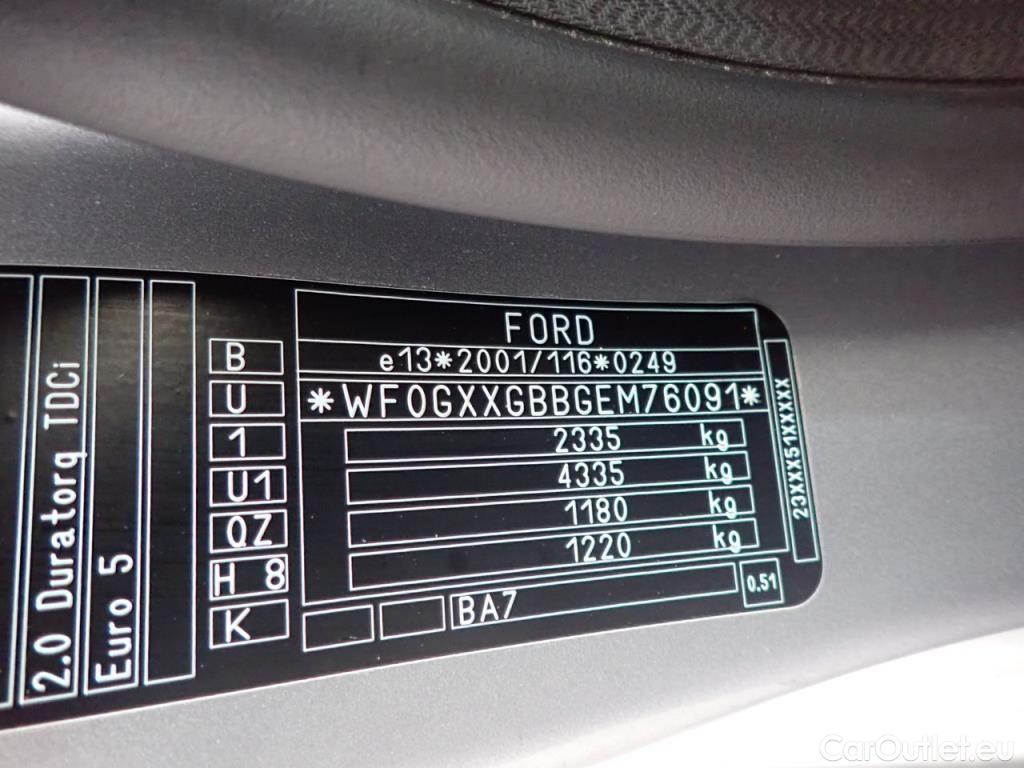 2.0 Duratorq TDCi
Euro 5
B
U
1
U1
QZ
H 8
K
FORD
e13*2001/116*0249
*WF0GXXGBBGEM76091*
2335 kg
4335 kg
1180 kg
1220 kg
BA7
0.51
23XXX51XXXXX
CarOutlet.eu